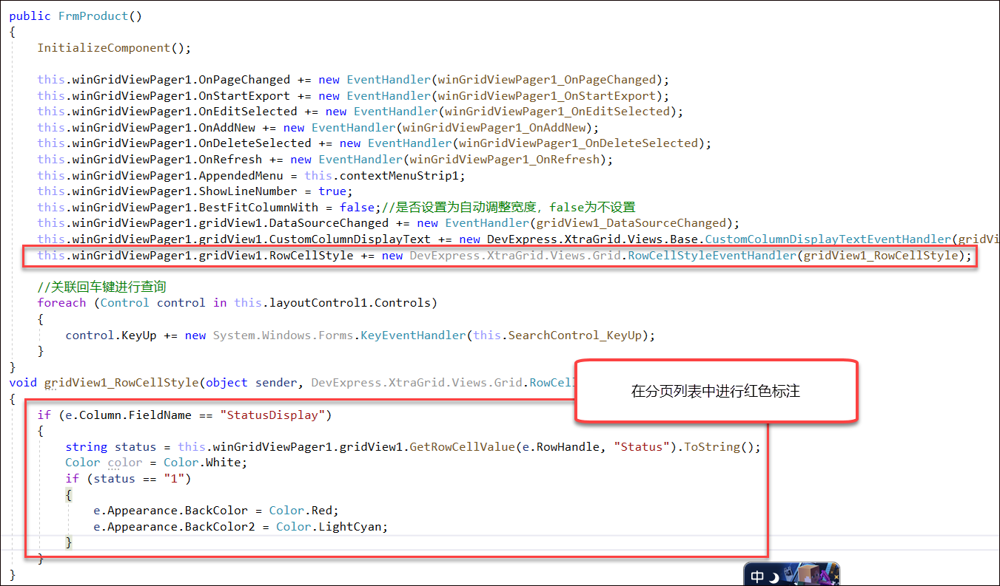 public FrmProduct()
{
InitializeComponent();
this.winGridViewPager1.OnPageChanged += new EventHandler(winGridViewPager1_OnPageChanged);
this.winGridViewPager1.OnStartExport += new EventHandler(winGridViewPager1_OnStartExport);
this.winGridViewPager1.OnEditSelected += new EventHandler(winGridViewPager1_OnEditSelected);
this.winGridViewPager1.OnAddNew += new EventHandler(winGridViewPager1_OnAddNew);
this.winGridViewPager1.OnDeleteSelected += new EventHandler(winGridViewPager1_OnDeleteSelected);
this.winGridViewPager1.OnRefresh += new EventHandler(winGridViewPager1_OnRefresh);
this.winGridViewPager1.AppendedMenu = this.contextMenuStrip1;
this.winGridViewPager1.ShowLineNumber = true;
this.winGridViewPager1.BestFitColumnWith = false;//是否设置为自动调整宽度，false为不设置
this.winGridViewPager1.gridView1.DataSourceChanged += new EventHandler(gridView1_DataSourceChanged);
this.winGridViewPager1.gridView1.CustomColumnDisplayText += new DevExpress.XtraGrid.Views.Base.CustomColumnDisplayTextEventHandler(gridVi
this.winGridViewPager1.gridView1.RowCellStyle += new DevExpress.XtraGrid.Views.Grid.RowCellStyleEventHandler(gridView1_RowCellStyle);
//关联回车键进行查询
foreach (Control control in this.layoutControl1.Controls)
{
control.KeyUp += new System.Windows.Forms.KeyEventHandler(this.SearchControl_KeyUp);
}
}
void gridView1_RowCellStyle(object sender, DevExpress.XtraGrid.Views.Grid.RowCell
在分页列表中进行红色标注
{
if (e.Column.FieldName == "StatusDisplay")
{
string status = this.winGridViewPager1.gridView1.GetRowCellValue(e.RowHandle, "Status").ToString();
Color color = Color.White;
if (status == "1")
{
e.Appearance.BackColor = Color.Red;
e.Appearance.BackColor2 = Color.LightCyan;
}
}
}
中